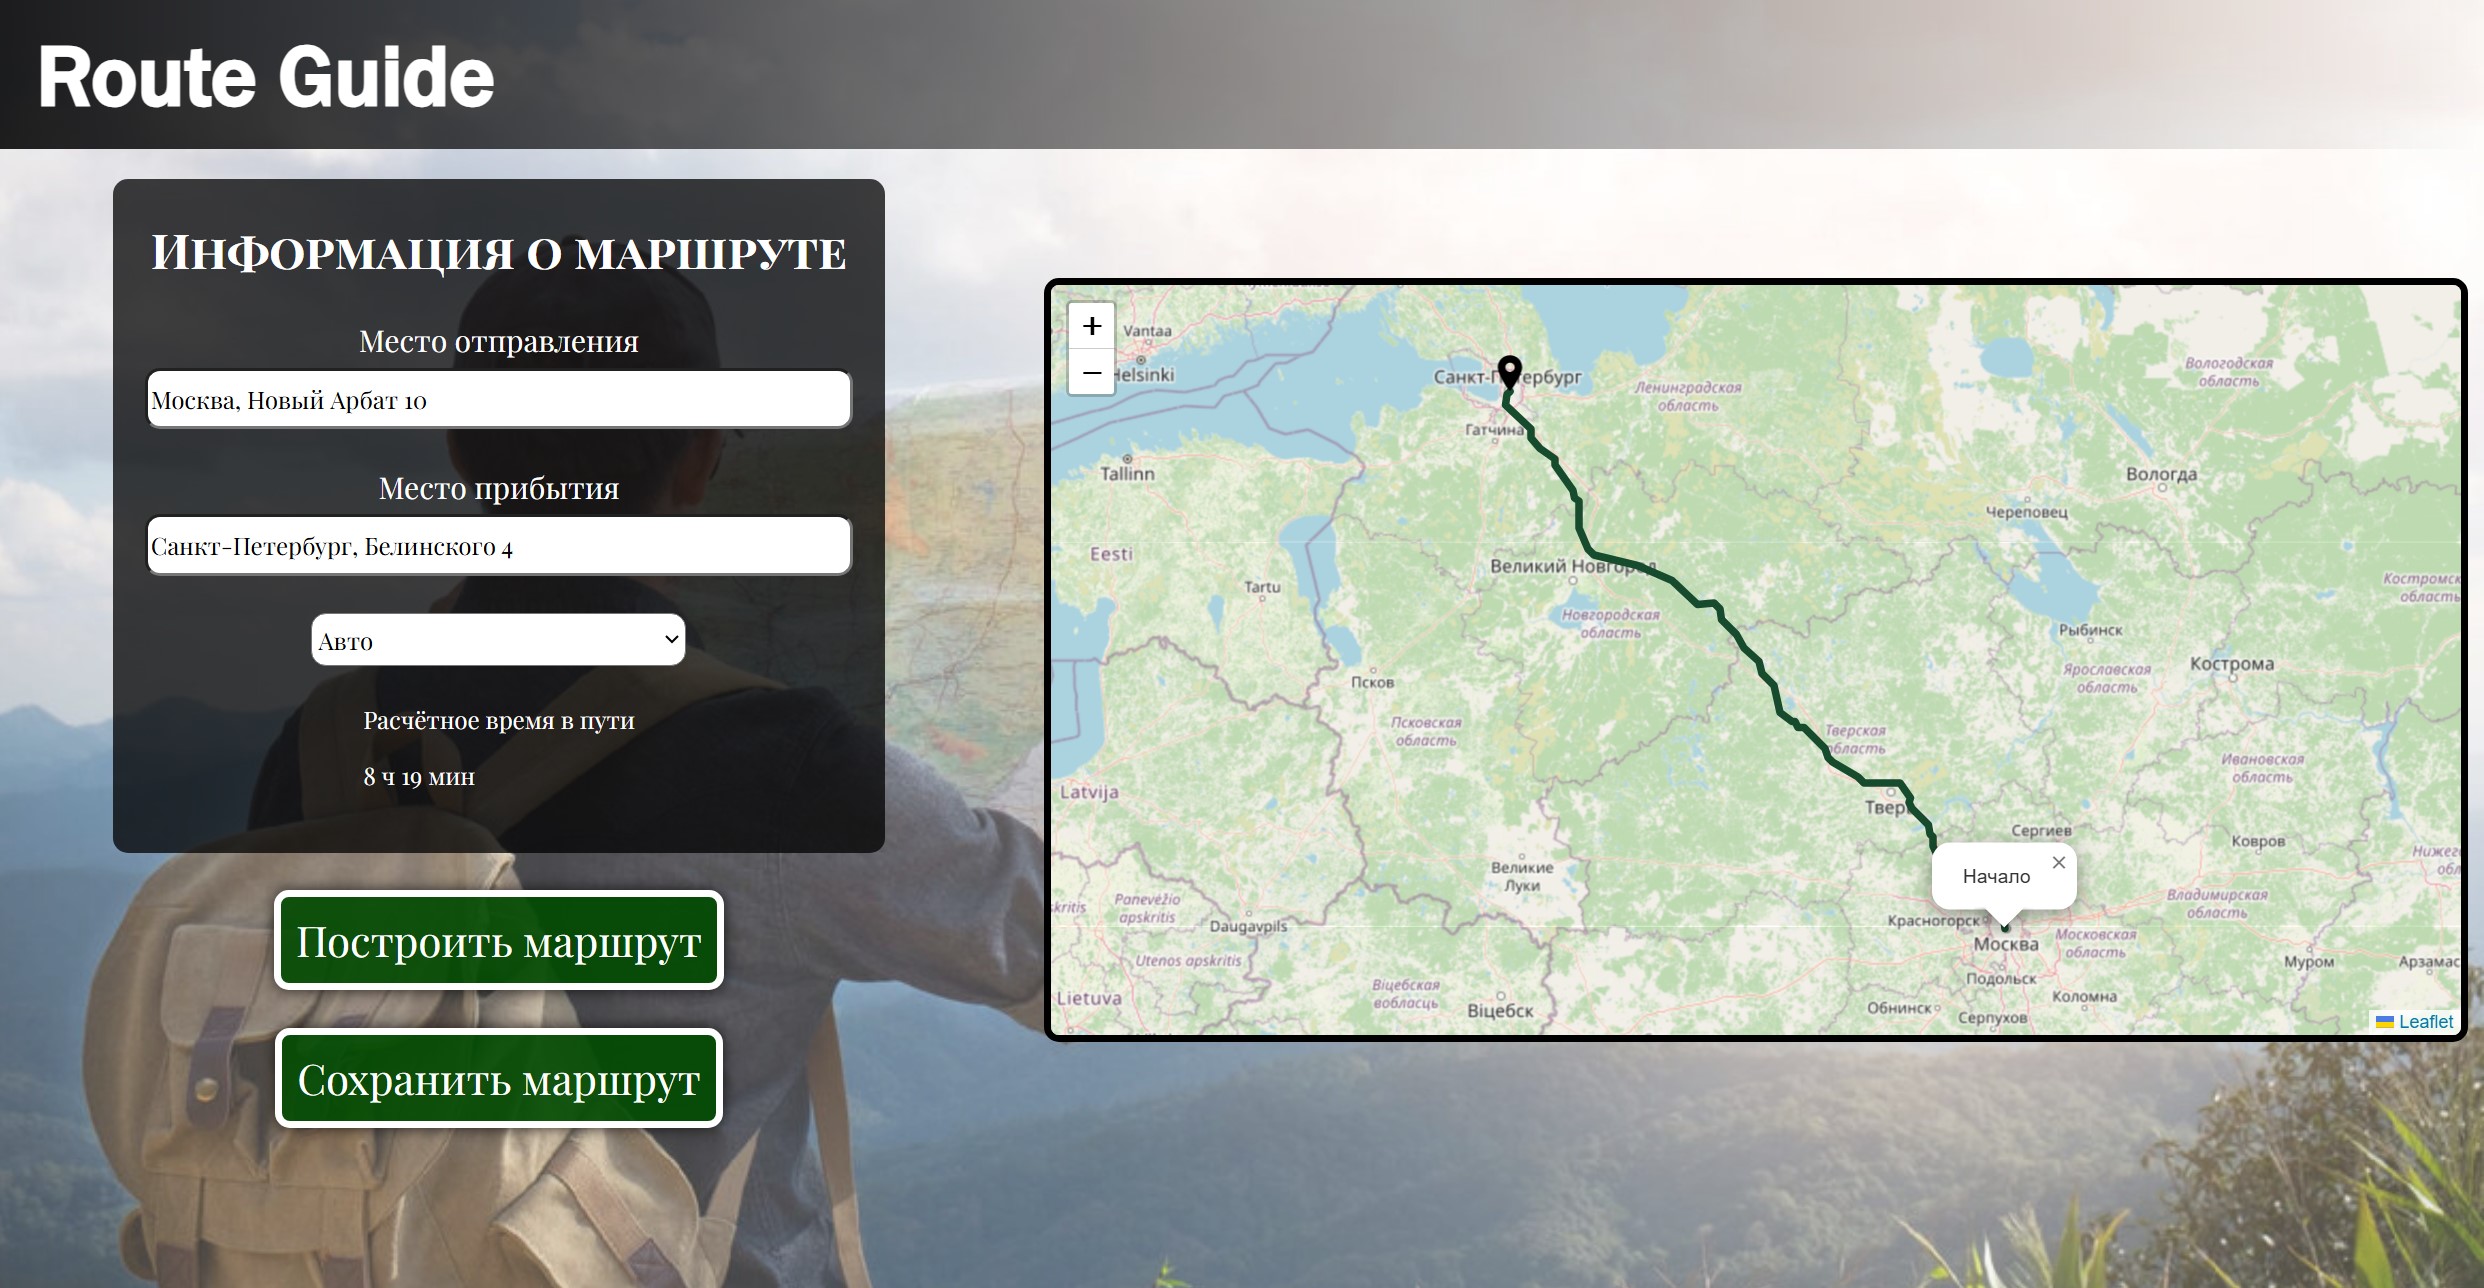 Route Guide
Информация о маршруте
Место отправления
Москва, Новый Арбат 10
Место прибытия
Санкт-Петербург, Белинского 4
Авто
Расчётное время в пути
8 ч 19 мин
Построить маршрут
Сохранить маршрут
+
−
Vantaa
Helsinki
Санкт-Петербург
Ленинградская
область
Вологодская
область
Гатчина
Tallinn
Вологда
Череповец
Eesti
Tartu
Великий Новгород
Новгородская
область
Костромск
область
Рыбинск
Ярославская
область
Кострома
Псков
Псковская
область
Тверская
область
Ивановская
область
Latvija
Тверь
Сергиев
Ковров
Нижег
обл
Великие
Луки
Начало
×
skritis
Panevėžio
apskritis
Daugavpils
Красногорск
Москва
Московская
область
Владимирская
область
Utenos apskritis
Муром
Арзамас
Подольск
Lietuva
Віцебская
вобласць
Віцебск
Обнинск
Коломна
Серпухов
Leaflet